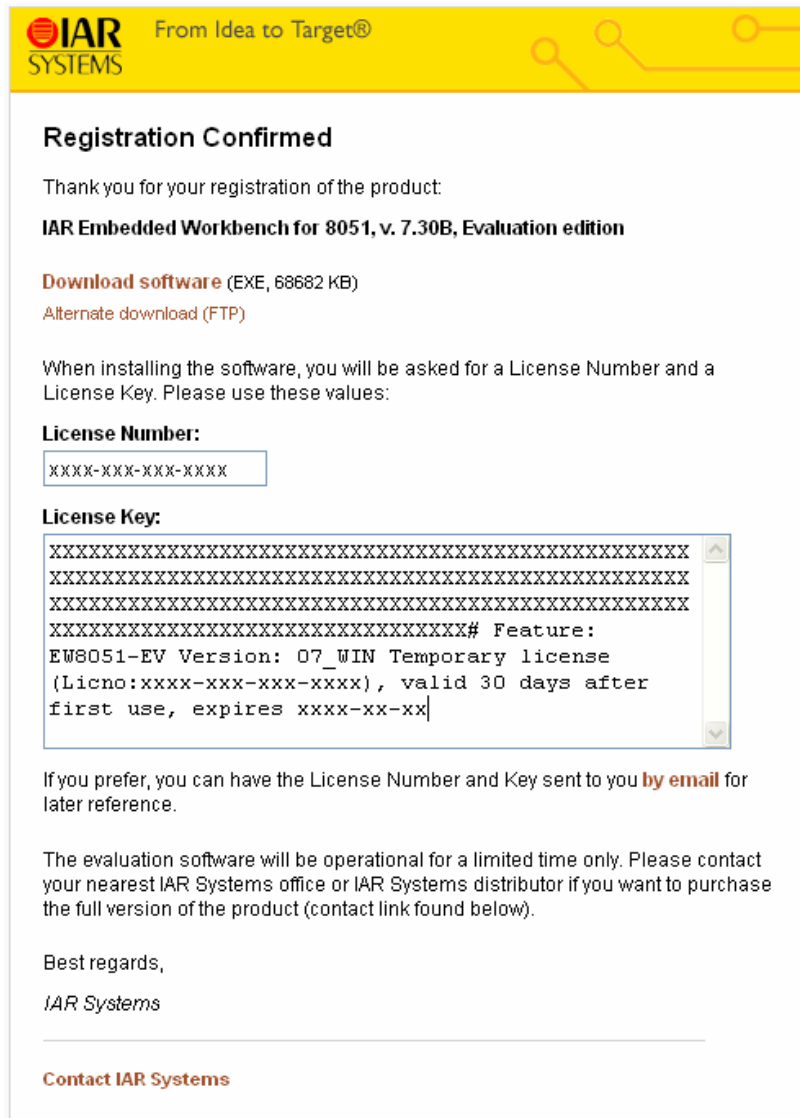 IAR
SYSTEMS
From Idea to Target®
Registration Confirmed
Thank you for your registration of the product:
IAR Embedded Workbench for 8051, v. 7.30B, Evaluation edition
Download software (EXE, 68682 KB)
Alternate download (FTP)
When installing the software, you will be asked for a License Number and a
License Key. Please use these values:
License Number:
xxxx-xxx-xxx-xxxx
License Key:
XXXXXXXXXXXXXXXXXXXXXXXXXXXXXXXXXXXXXXXXXXXXXXXXX
XXXXXXXXXXXXXXXXXXXXXXXXXXXXXXXXXXXXXXXXXXXXXXXXX
XXXXXXXXXXXXXXXXXXXXXXXXXXXXXXXXXXXXXXXXXXXXXXXXX
XXXXXXXXXXXXXXXXXXXXXXXXXXXXXXXX# Feature:
EW8051-EV Version: 07_WIN Temporary license
(Licno:xxxx-xxx-xxx-xxxx), valid 30 days after
first use, expires xxxx-xx-xx
If you prefer, you can have the License Number and Key sent to you by email for
later reference.
The evaluation software will be operational for a limited time only. Please contact
your nearest IAR Systems office or IAR Systems distributor if you want to purchase
the full version of the product (contact link found below).
Best regards,
IAR Systems
Contact IAR Systems